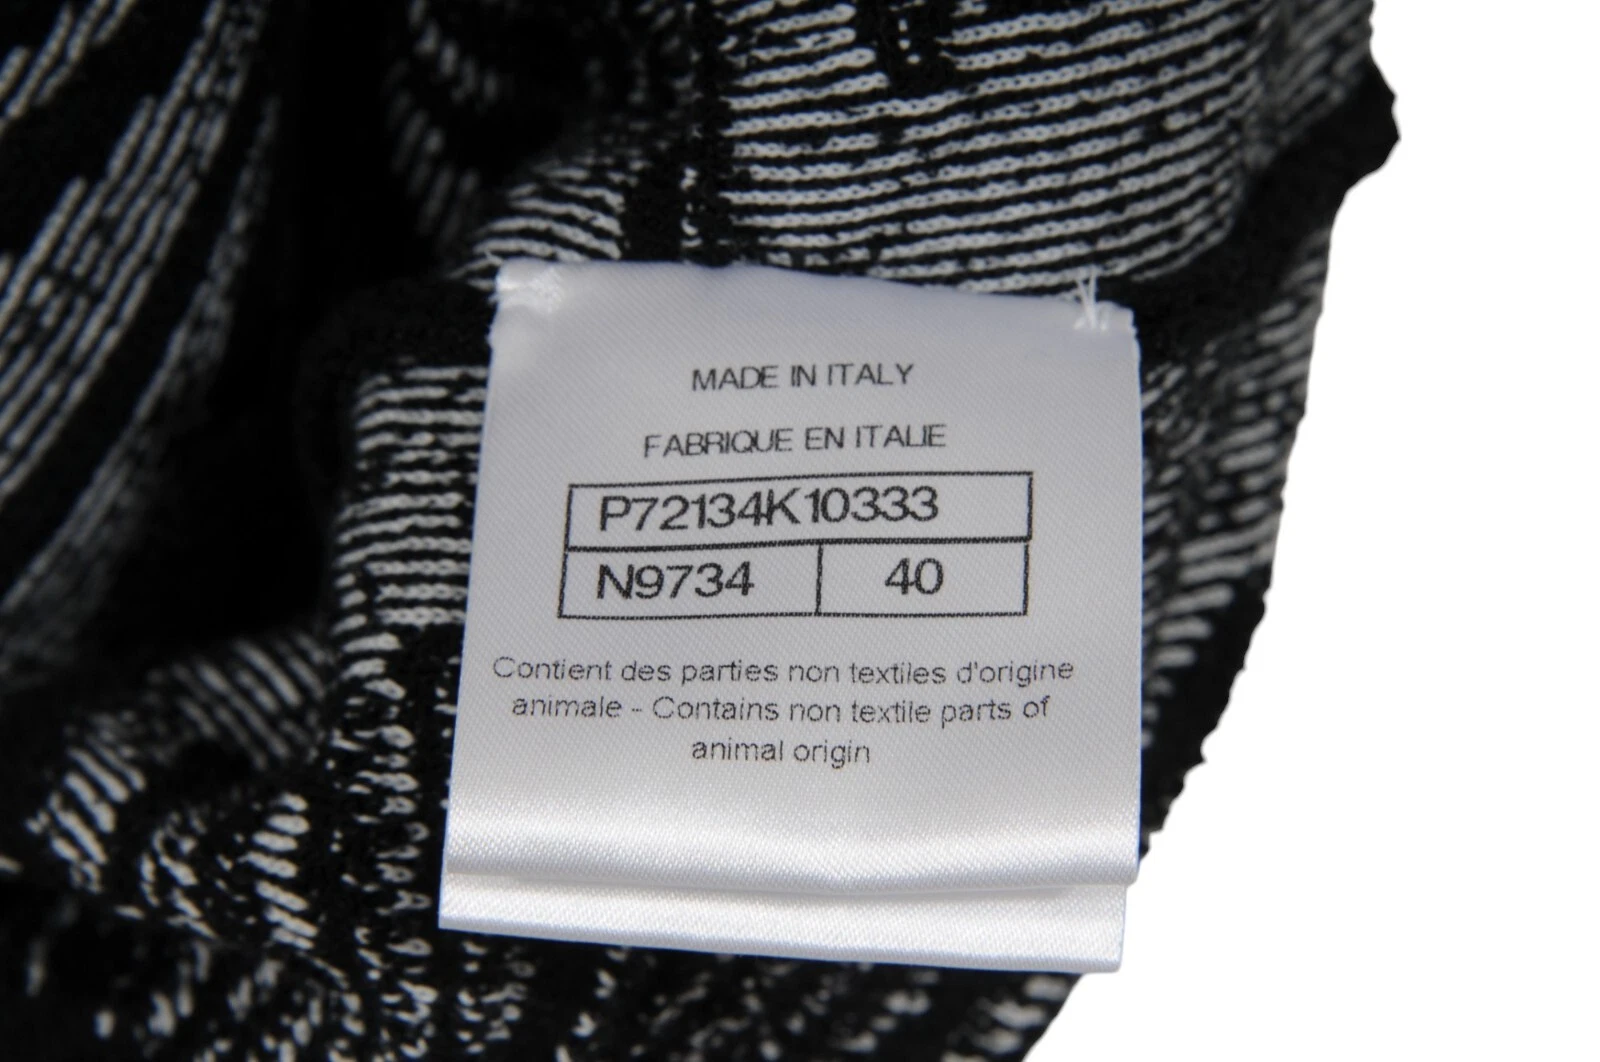 MADE IN ITALY
FABRIQUE EN ITALIE
P72134K10333
N9734 40
Contient des parties non textiles d'origine
animale - Contains non textile parts of
animal origin